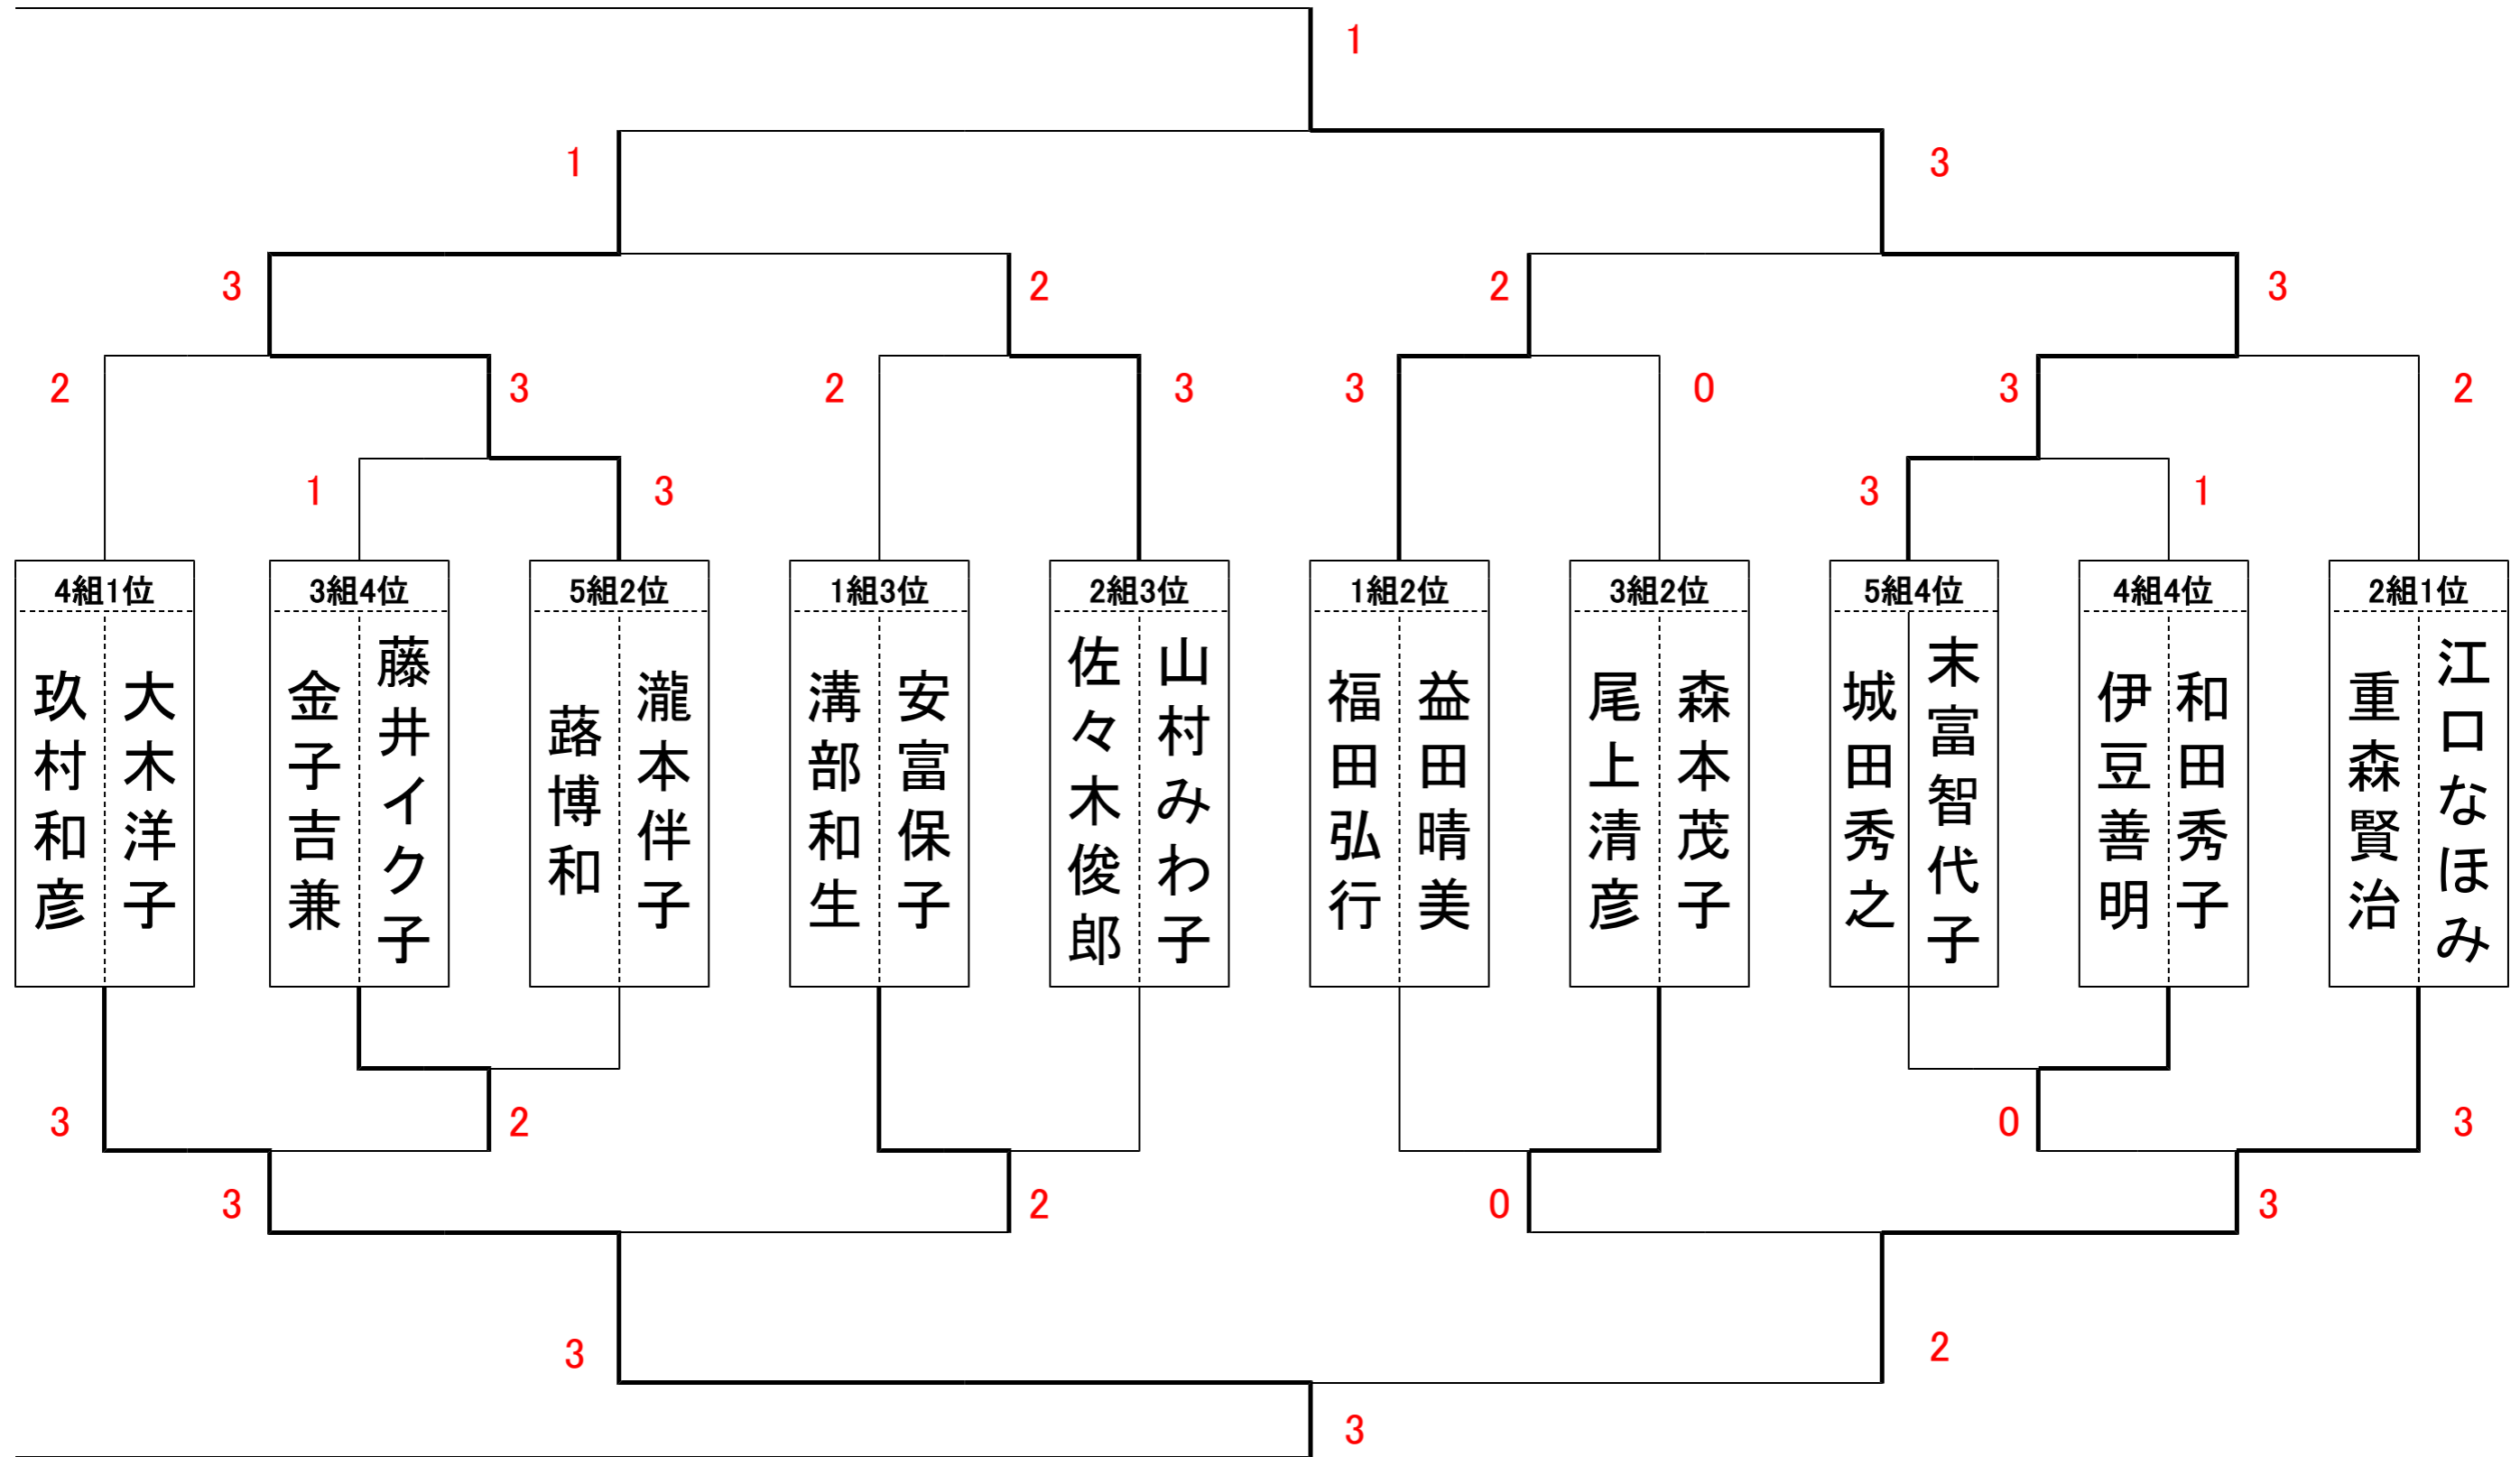 1
1
3
3
2
2
3
2
3
2
3
3
0
3
2
1
3
3
1
4組1位
3組4位
5組2位
1組3位
2組3位
1組2位
3組2位
5組4位
4組4位
2組1位
玖村和彦
大木洋子
金子吉兼
藤井イク子
蕗博和
瀧本伴子
溝部和生
安富保子
佐々木俊郎
山村みわ子
福田弘行
益田晴美
尾上清彦
森本茂子
城田秀之
末富智代子
伊豆善明
和田秀子
重森賢治
江口なほみ
3
2
0
3
3
2
0
3
3
2
3